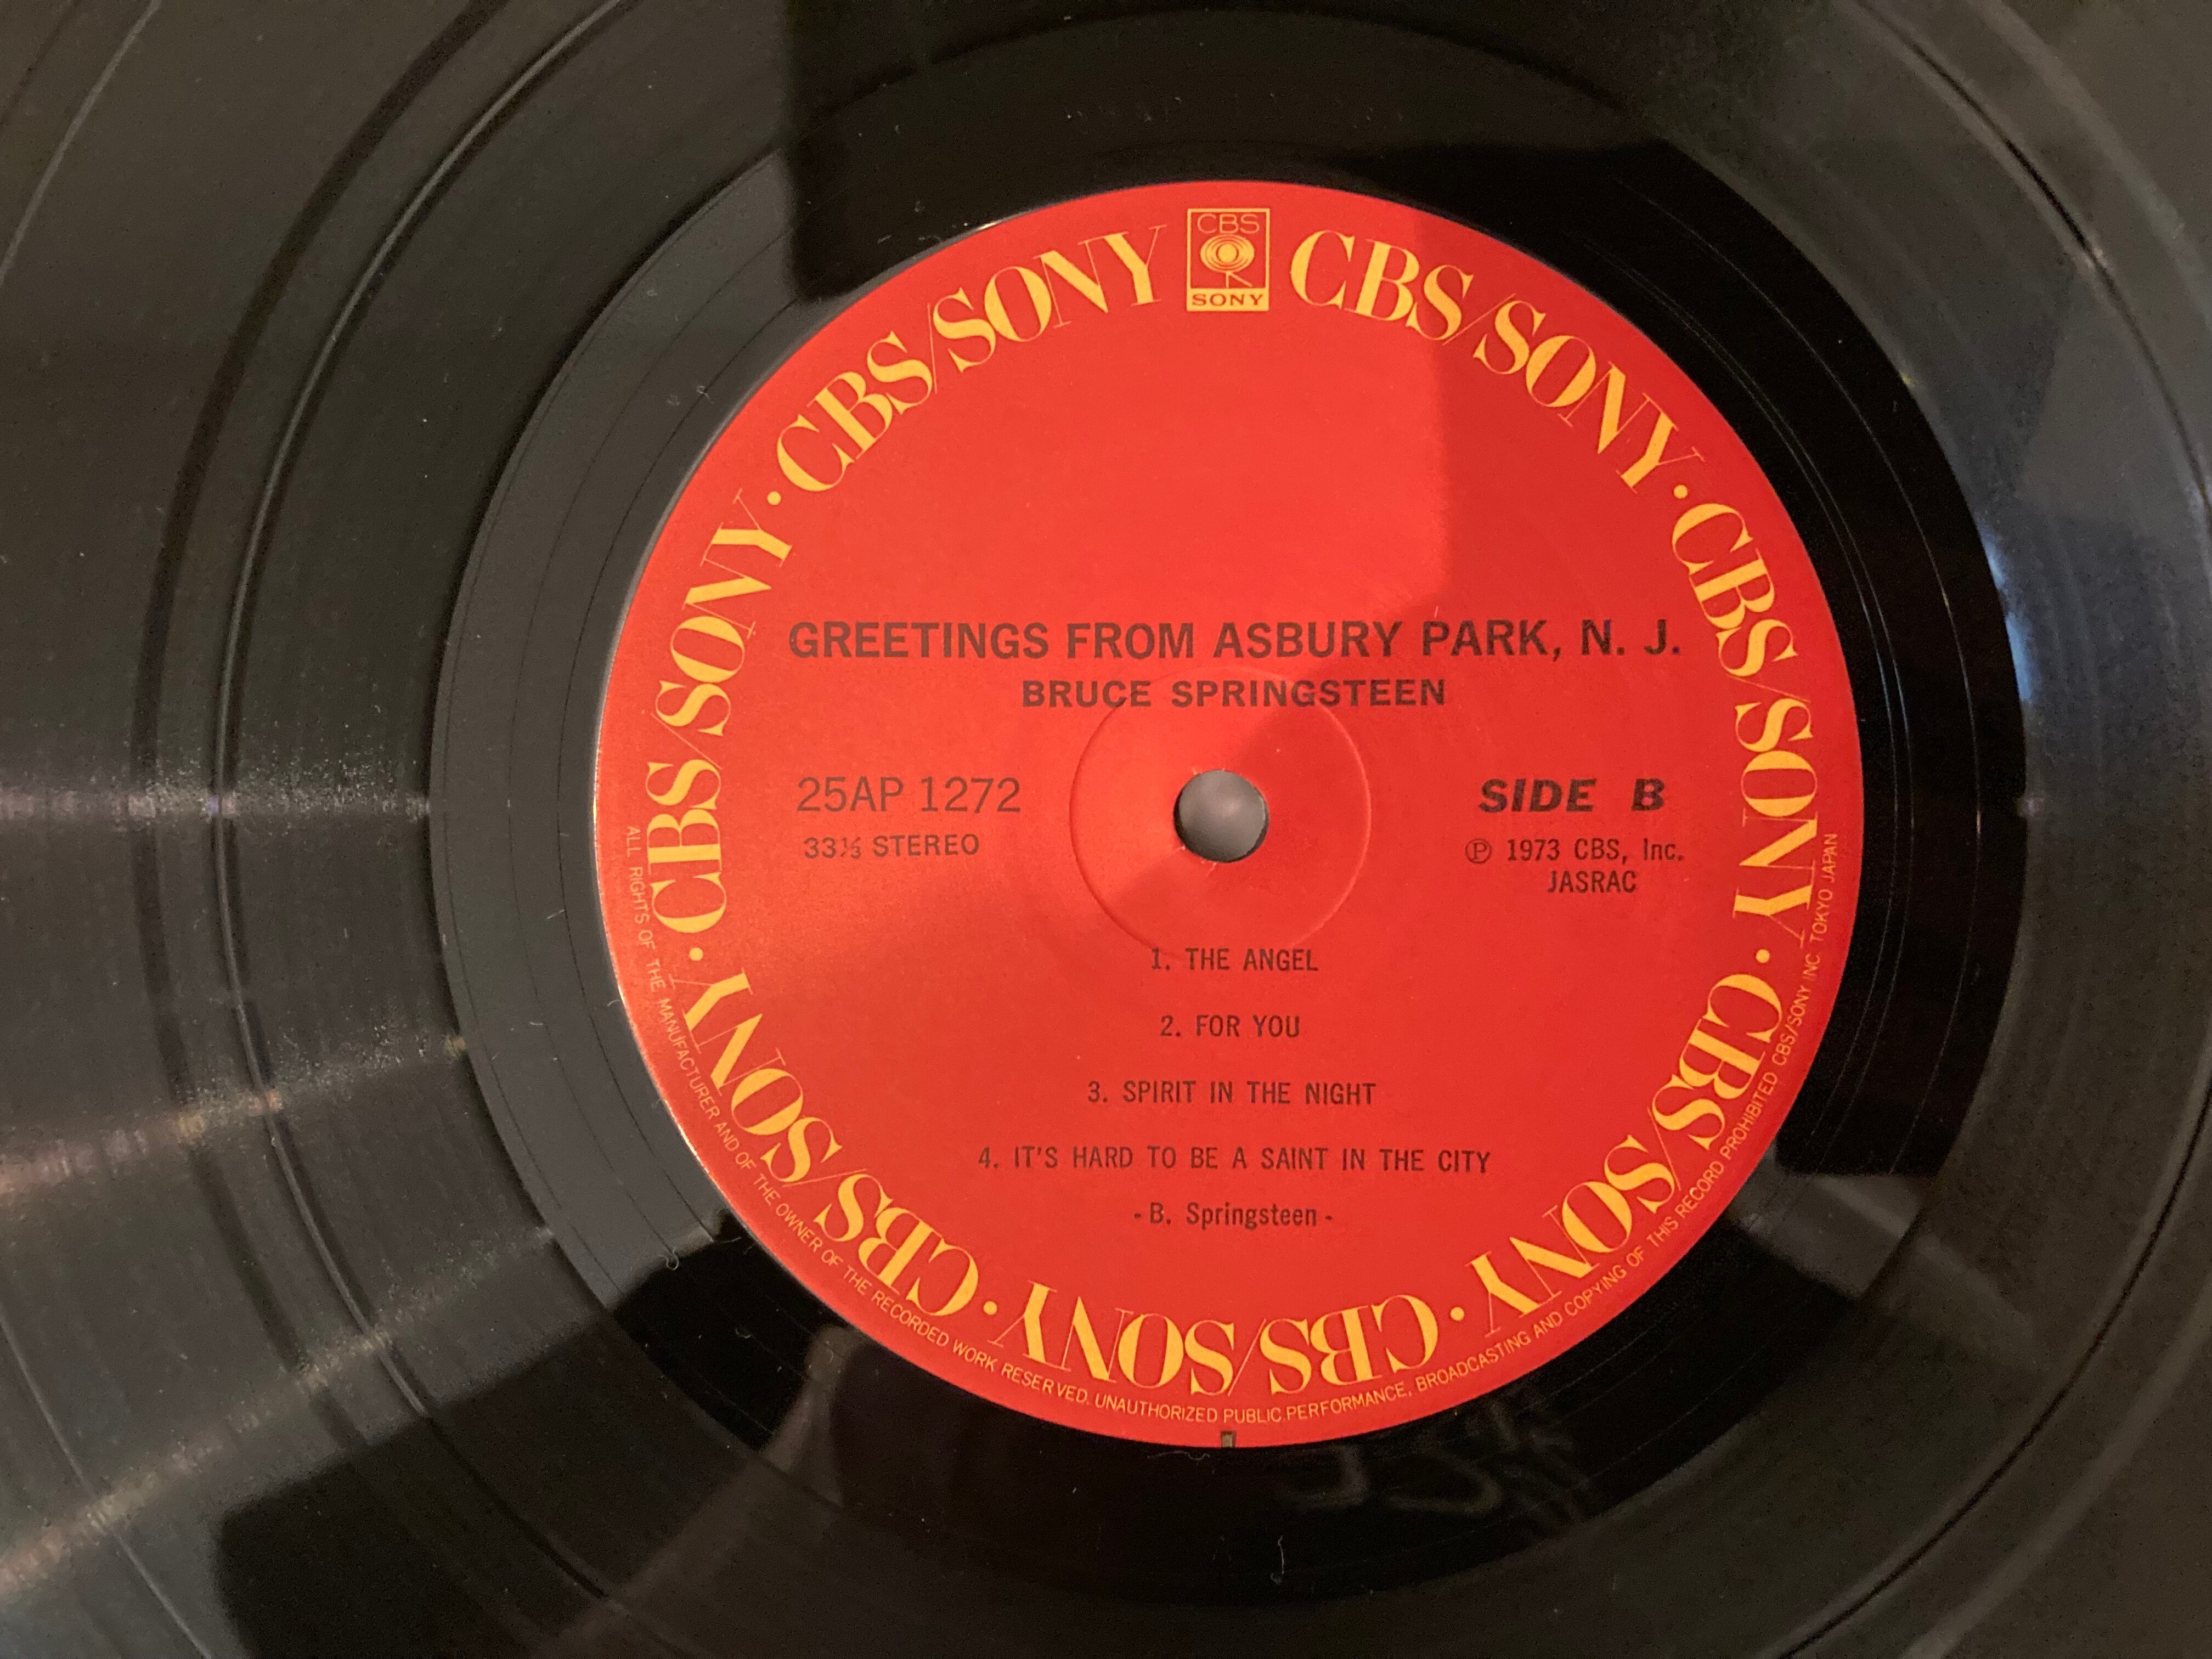 CBS
SONY
CBS/SONY · CBS/SONY · CBS/SONY · CBS/SONY · CBS/SONY · CBS/SONY · CBS/SONY · CBS/SONY
GREETINGS FROM ASBURY PARK, N. J.
BRUCE SPRINGSTEEN
25AP 1272
33⅓ STEREO
SIDE B
Ⓟ 1973 CBS, Inc.
JASRAC
1. THE ANGEL
2. FOR YOU
3. SPIRIT IN THE NIGHT
4. IT'S HARD TO BE A SAINT IN THE CITY
- B. Springsteen -
ALL RIGHTS OF THE MANUFACTURER AND OF THE OWNER OF THE RECORDED WORK RESERVED. UNAUTHORIZED PUBLIC PERFORMANCE, BROADCASTING AND COPYING OF THIS RECORD PROHIBITED CBS/SONY INC. TOKYO JAPAN